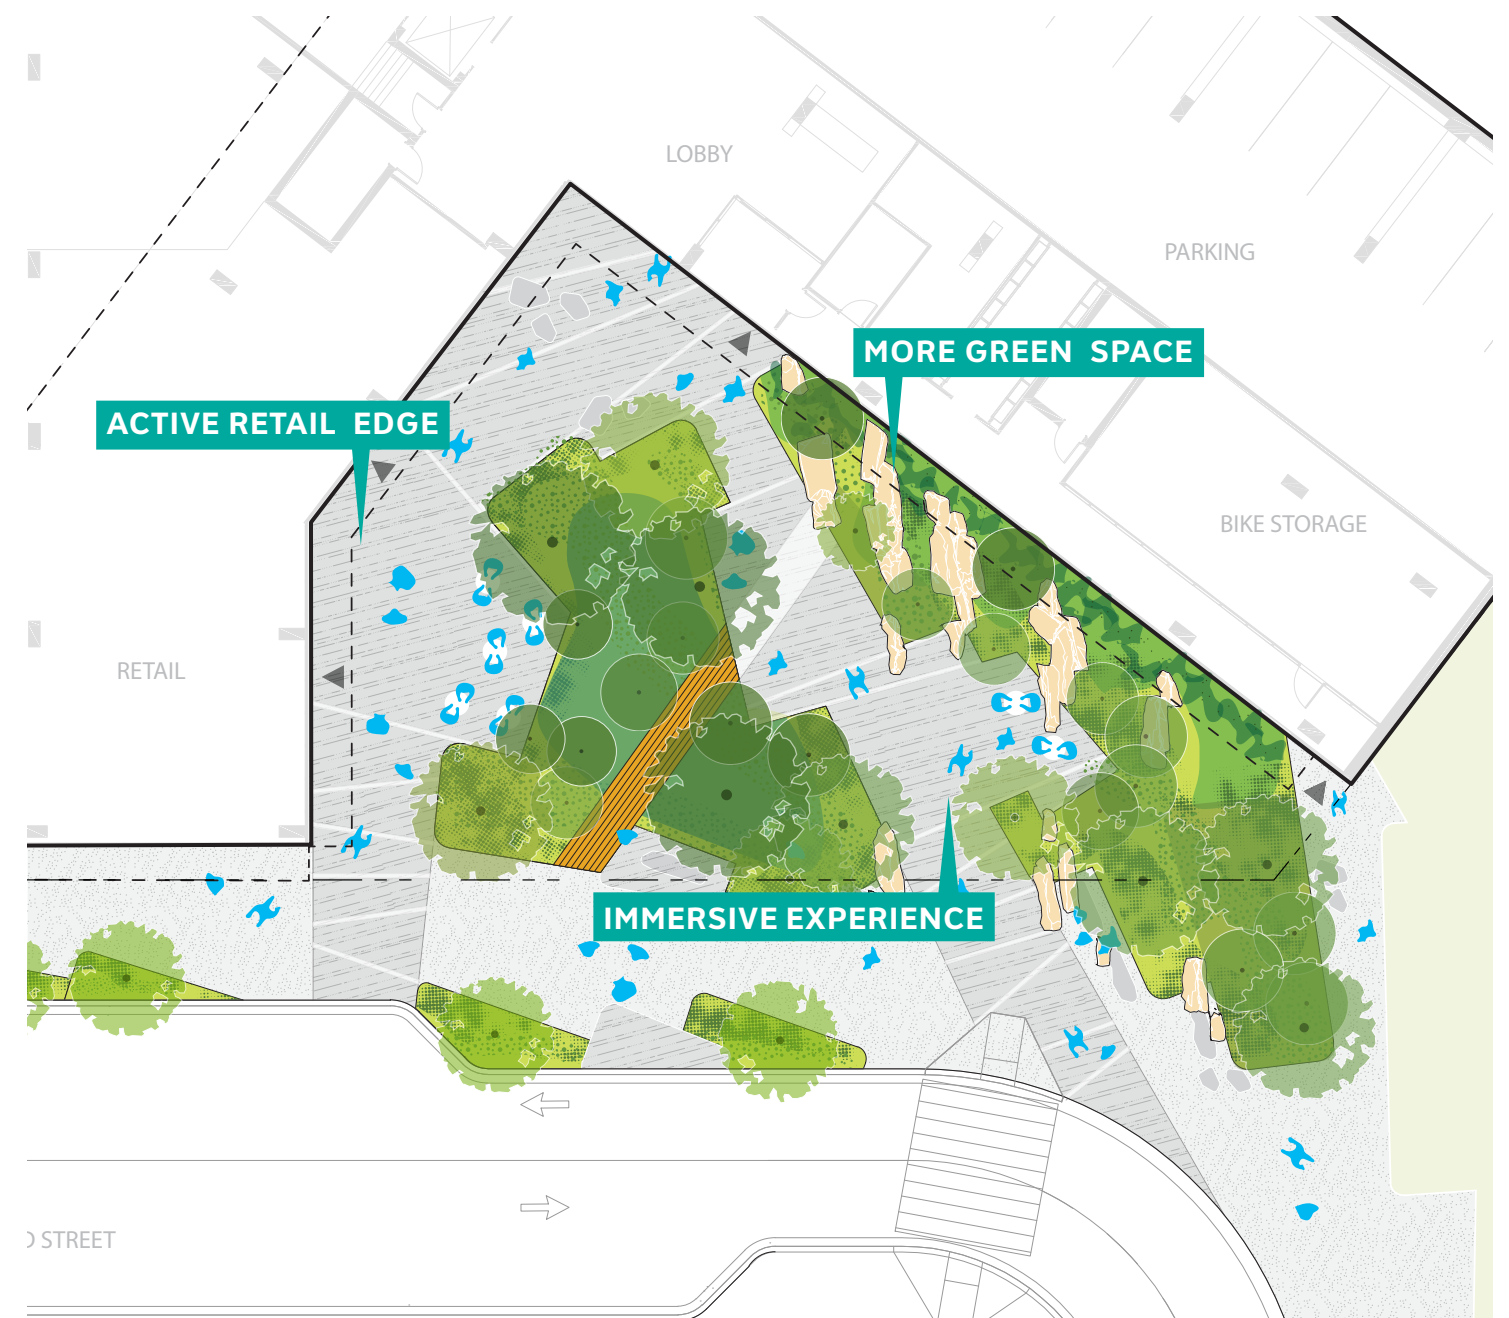 LOBBY
PARKING
MORE GREEN SPACE
ACTIVE RETAIL EDGE
BIKE STORAGE
RETAIL
IMMERSIVE EXPERIENCE
STREET